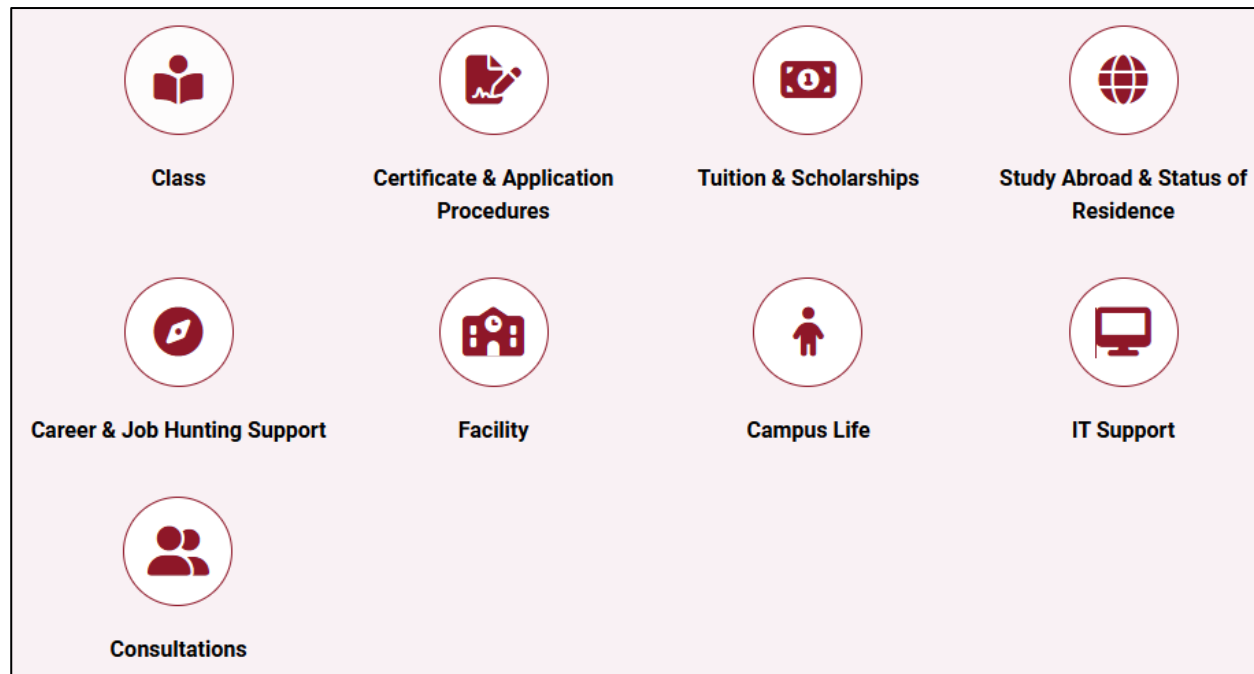 Class
Certificate & Application
Procedures
Tuition & Scholarships
Study Abroad & Status of
Residence
Career & Job Hunting Support
Facility
Campus Life
IT Support
Consultations